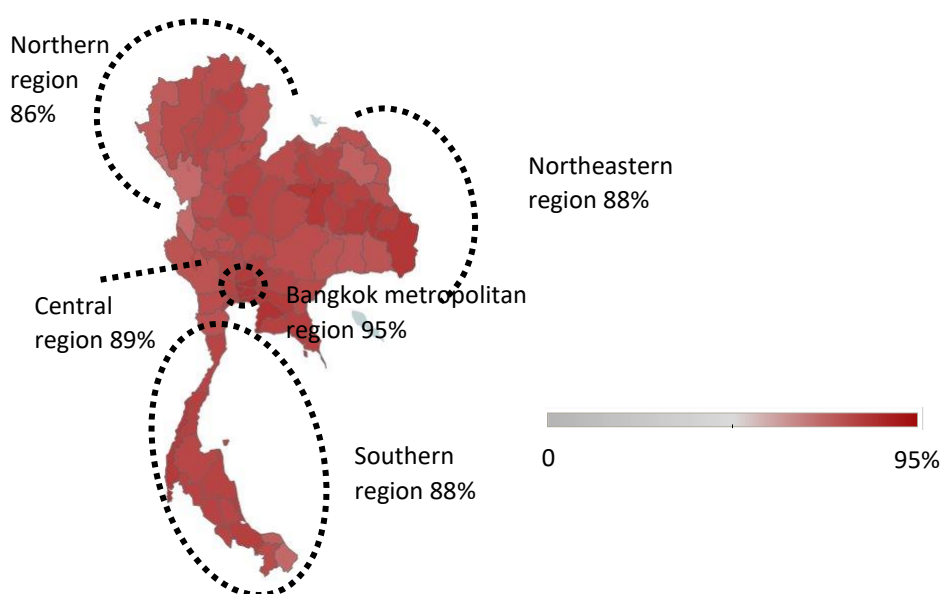 Northern
region
86%
Northeastern
region 88%
Central
region 89%
Bangkok metropolitan
region 95%
Southern
region 88%
0
95%